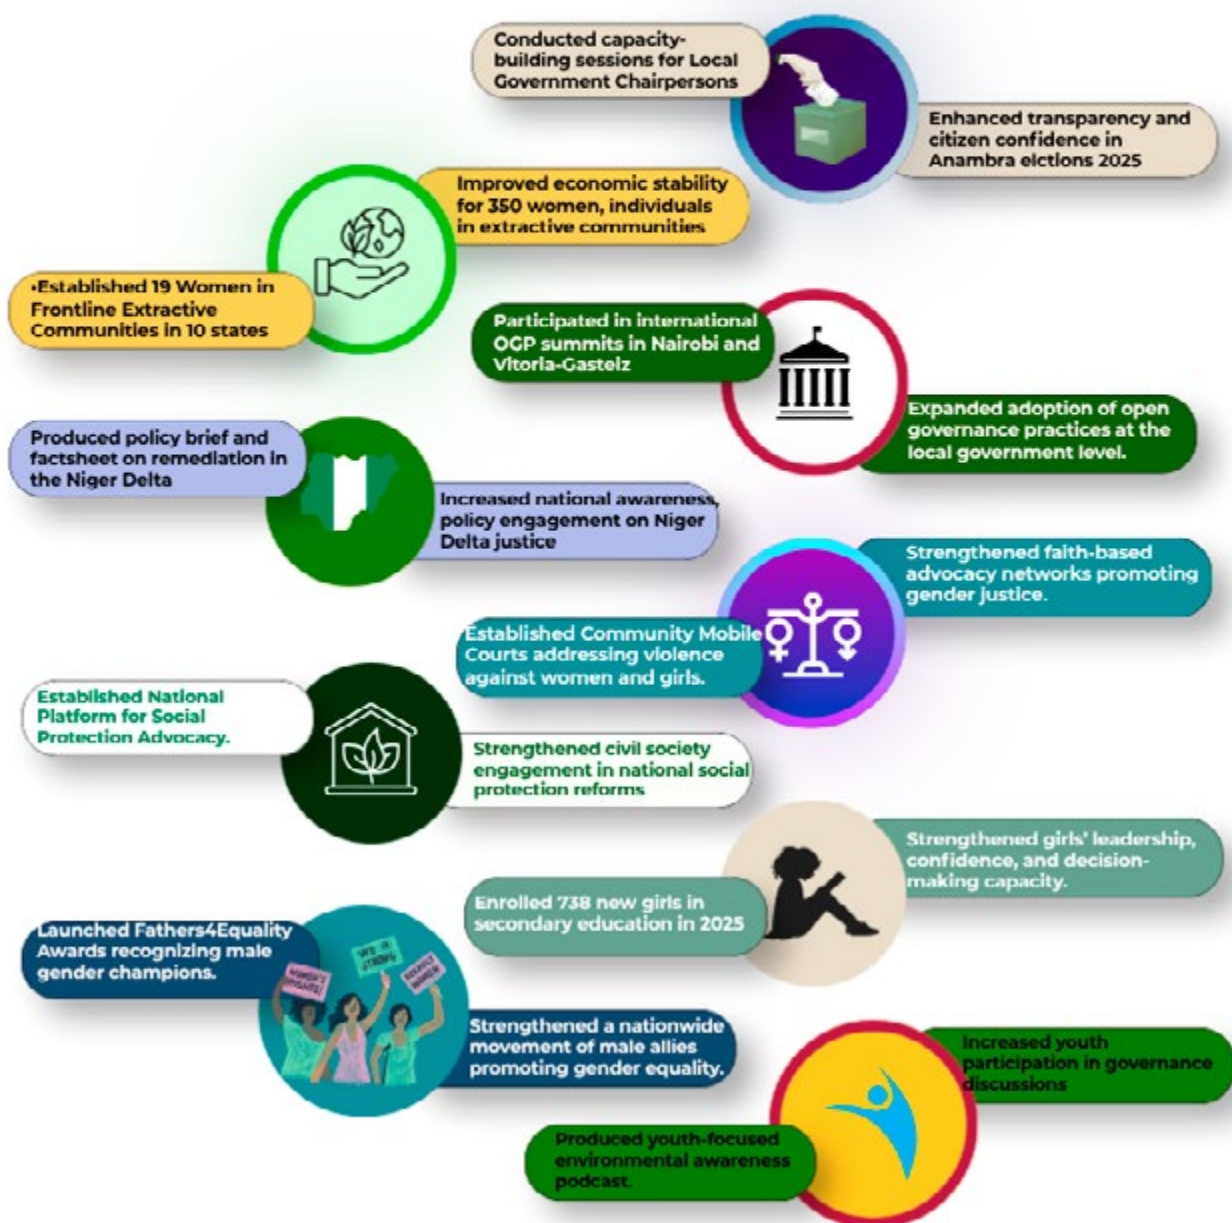 Conducted capacity-
building sessions for Local
Government Chairpersons
Enhanced transparency and
citizen confidence in
Anambra elctions 2025
Improved economic stability
for 350 women, individuals
in extractive communities
•Established 19 Women in
Frontline Extractive
Communities in 10 states
Participated in international
OGP summits in Nairobi and
Vitoria-Gasteiz
Expanded adoption of open
governance practices at the
local government level.
Produced policy brief and
factsheet on remediation in
the Niger Delta
Increased national awareness,
policy engagement on Niger
Delta justice
Strengthened faith-based
advocacy networks promoting
gender justice.
Established Community Mobile
Courts addressing violence
against women and girls.
Established National
Platform for Social
Protection Advocacy.
Strengthened civil society
engagement in national social
protection reforms
Strengthened girls' leadership,
confidence, and decision-
making capacity.
Enrolled 738 new girls in
secondary education in 2025
Launched Fathers4Equality
Awards recognizing male
gender champions.
WOMEN'S
RIGHTS!
WE R
STRONG
Strengthened a nationwide
movement of male allies
promoting gender equality.
Increased youth
participation in governance
discussions
Produced youth-focused
environmental awareness
podcast.